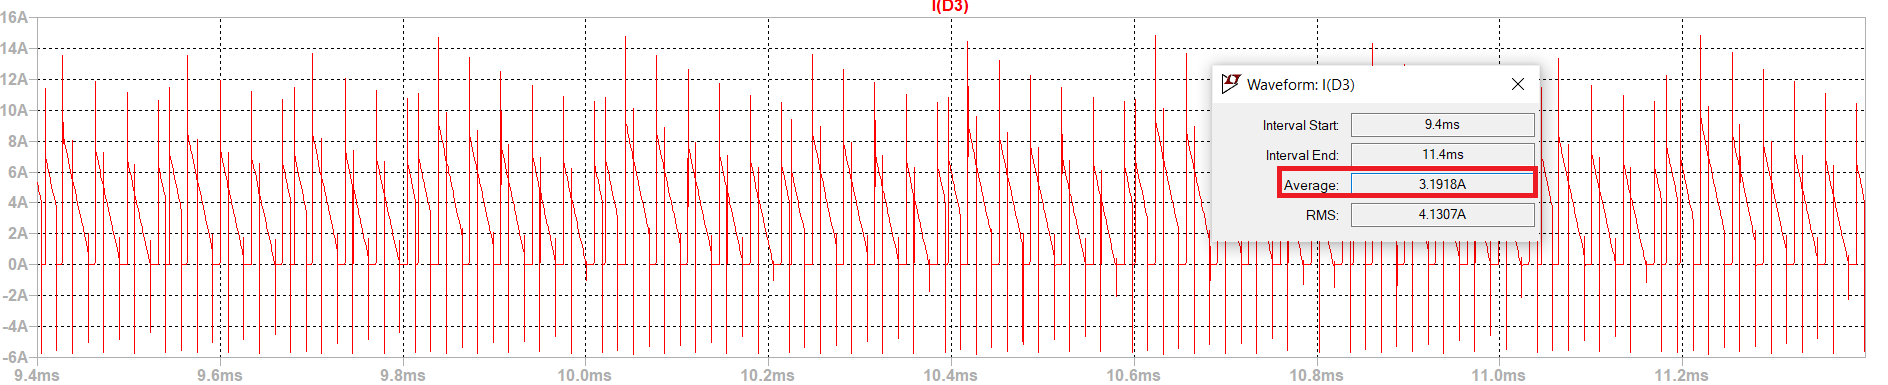 I(D3)
16A
14A
12A
10A
8A
6A
4A
2A
0A
-2A
-4A
-6A
Waveform: I(D3)
Interval Start: 9.4ms
Interval End: 11.4ms
Average: 3.1918A
RMS: 4.1307A
9.4ms 9.6ms 9.8ms 10.0ms 10.2ms 10.4ms 10.6ms 10.8ms 11.0ms 11.2ms